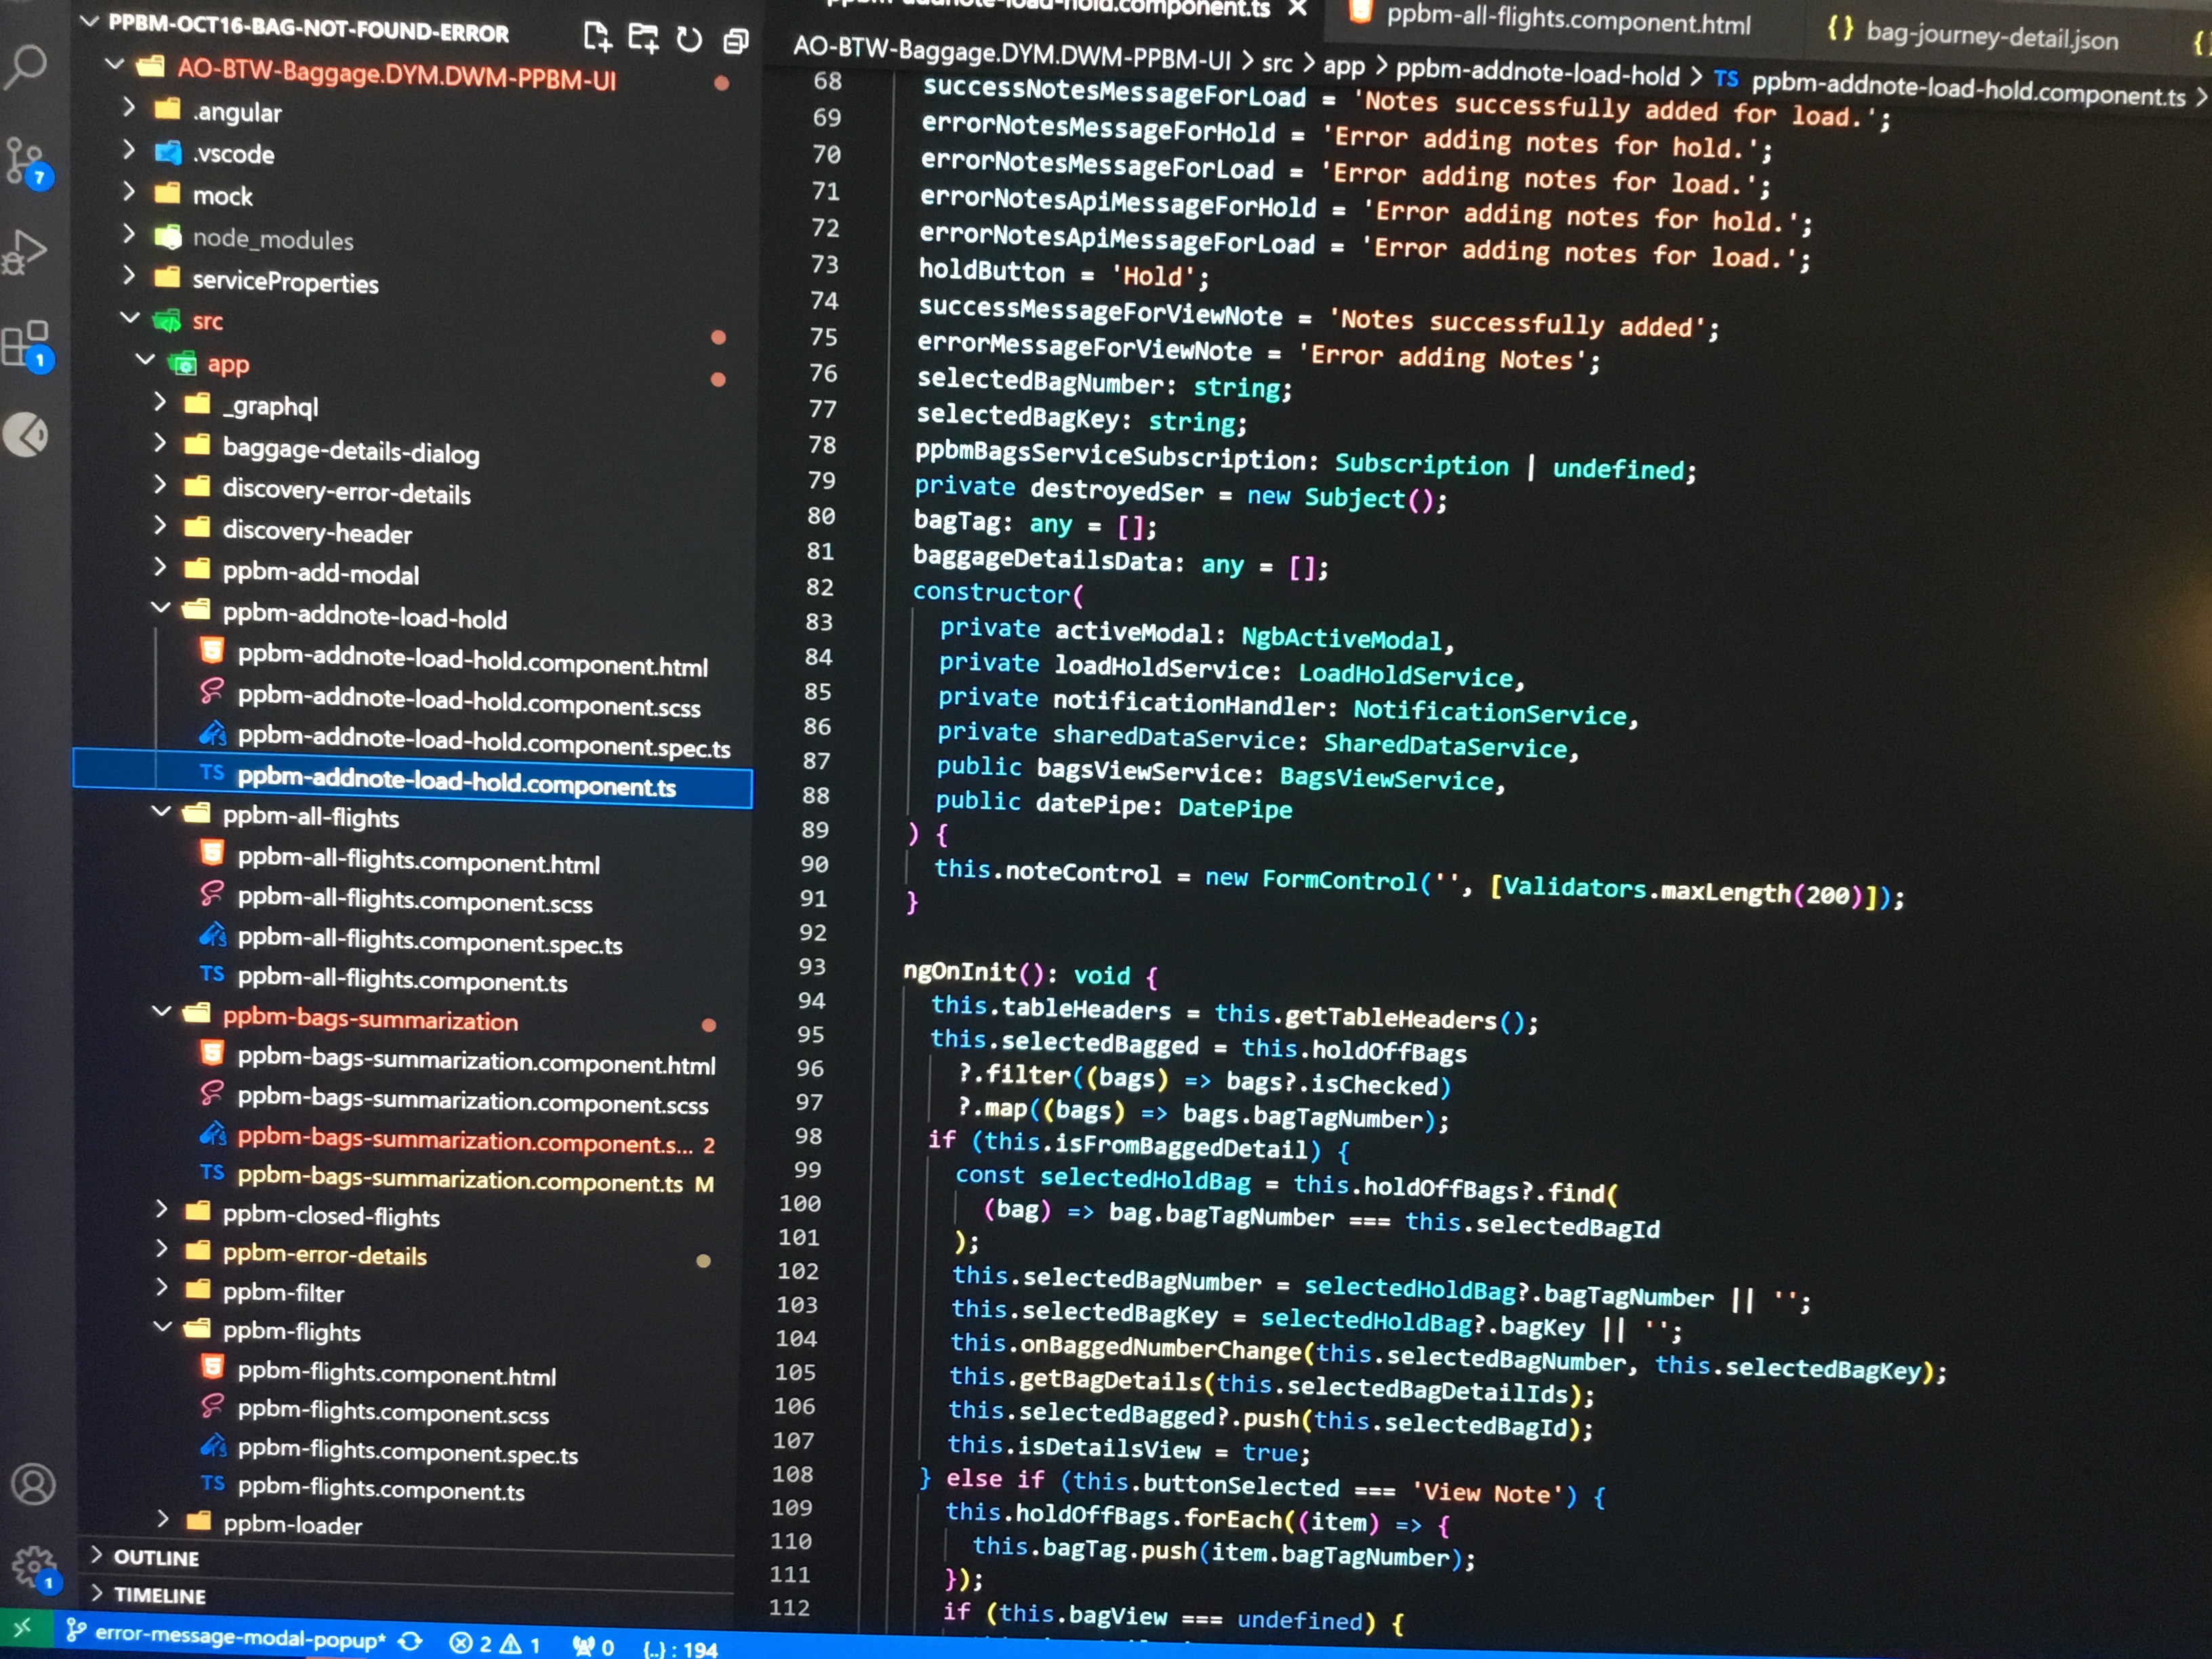 PPBM-OCT16-BAG-NOT-FOUND-ERROR
AO-BTW-Baggage.DYM.DWM-PPBM-UI
.angular
.vscode
mock
node_modules
serviceProperties
src
app
_graphql
baggage-details-dialog
discovery-error-details
discovery-header
ppbm-add-modal
ppbm-addnote-load-hold
ppbm-addnote-load-hold.component.html
ppbm-addnote-load-hold.component.scss
ppbm-addnote-load-hold.component.spec.ts
TS ppbm-addnote-load-hold.component.ts
ppbm-all-flights
ppbm-all-flights.component.html
ppbm-all-flights.component.scss
ppbm-all-flights.component.spec.ts
TS ppbm-all-flights.component.ts
ppbm-bags-summarization
ppbm-bags-summarization.component.html
ppbm-bags-summarization.component.scss
ppbm-bags-summarization.component.s... 2
TS ppbm-bags-summarization.component.ts M
ppbm-closed-flights
ppbm-error-details
ppbm-filter
ppbm-flights
ppbm-flights.component.html
ppbm-flights.component.scss
ppbm-flights.component.spec.ts
TS ppbm-flights.component.ts
ppbm-loader
OUTLINE
TIMELINE
7
1
1
ppbm-addnote-load-hold.component.ts ppbm-all-flights.component.html {} bag-journey-detail.json
AO-BTW-Baggage.DYM.DWM-PPBM-UI > src > app > ppbm-addnote-load-hold > TS ppbm-addnote-load-hold.component.ts >
68 successNotesMessageForLoad = 'Notes successfully added for load.';
69 errorNotesMessageForHold = 'Error adding notes for hold.';
70 errorNotesMessageForLoad = 'Error adding notes for load.';
71 errorNotesApiMessageForHold = 'Error adding notes for hold.';
72 errorNotesApiMessageForLoad = 'Error adding notes for load.';
73 holdButton = 'Hold';
74 successMessageForViewNote = 'Notes successfully added';
75 errorMessageForViewNote = 'Error adding Notes';
76 selectedBagNumber: string;
77 selectedBagKey: string;
78 ppbmBagsServiceSubscription: Subscription | undefined;
79 private destroyedSer = new Subject();
80 bagTag: any = [];
81 baggageDetailsData: any = [];
82 constructor(
83 private activeModal: NgbActiveModal,
84 private loadHoldService: LoadHoldService,
85 private notificationHandler: NotificationService,
86 private sharedDataService: SharedDataService,
87 public bagsViewService: BagsViewService,
88 public datePipe: DatePipe
89 ) {
90 this.noteControl = new FormControl('', [Validators.maxLength(200)]);
91 }
92
93 ngOnInit(): void {
94 this.tableHeaders = this.getTableHeaders();
95 this.selectedBagged = this.holdOffBags
96 ?.filter((bags) => bags?.isChecked)
97 ?.map((bags) => bags.bagTagNumber);
98 if (this.isFromBaggedDetail) {
99 const selectedHoldBag = this.holdOffBags?.find(
100 (bag) => bag.bagTagNumber === this.selectedBagId
101 );
102 this.selectedBagNumber = selectedHoldBag?.bagTagNumber || '';
103 this.selectedBagKey = selectedHoldBag?.bagKey || '';
104 this.onBaggedNumberChange(this.selectedBagNumber, this.selectedBagKey);
105 this.getBagDetails(this.selectedBagDetailIds);
106 this.selectedBagged?.push(this.selectedBagId);
107 this.isDetailsView = true;
108 } else if (this.buttonSelected === 'View Note') {
109 this.holdOffBags.forEach((item) => {
110 this.bagTag.push(item.bagTagNumber);
111 });
112 if (this.bagView === undefined) {
error-message-modal-popup* 2 1 0 {..} : 194